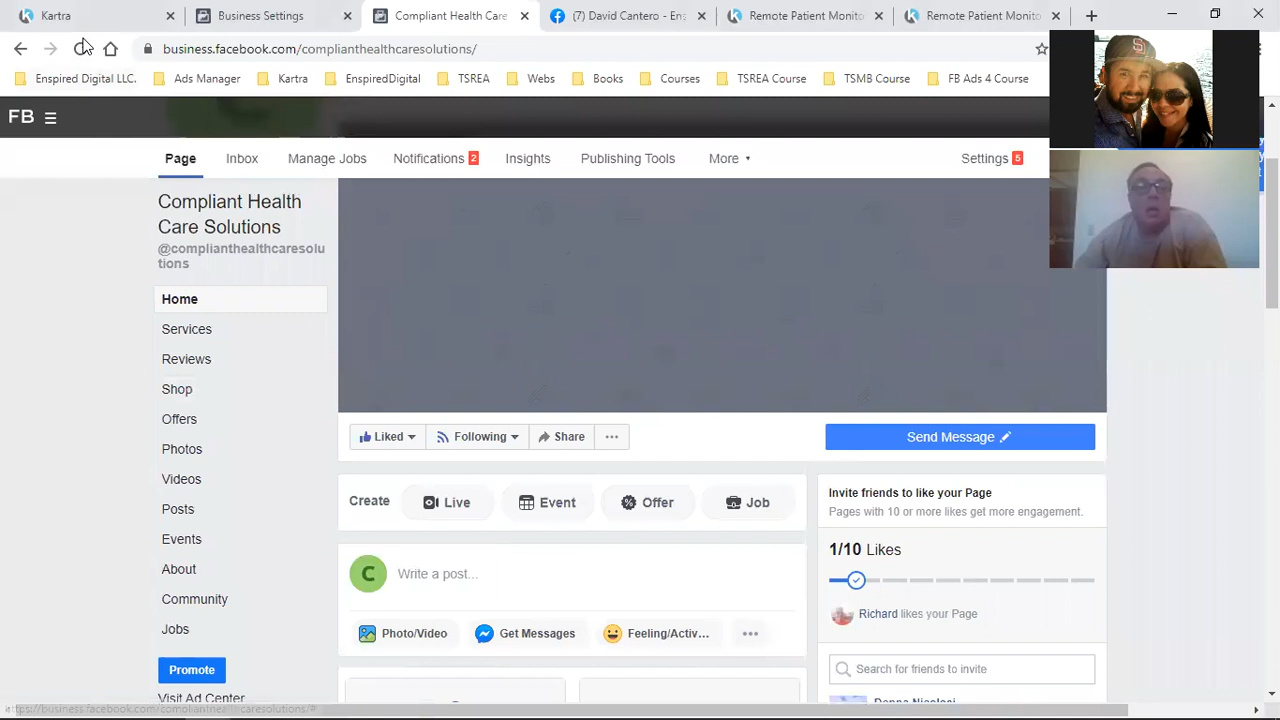 Kartra
Business Settings
Compliant Health Care
(7) David Cantero - En
Remote Patient Monito
Remote Patient Monito
business.facebook.com/complianthealthcaresolutions/
Enspired Digital LLC.
Ads Manager
Kartra
EnspiredDigital
TSREA
Webs
Books
Courses
TSREA Course
TSMB Course
FB Ads 4 Course
FB
Page
Inbox
Manage Jobs
Notifications 2
Insights
Publishing Tools
More
Settings 5
Compliant Health
Care Solutions
@complianthealthcaresolu
tions
Home
Services
Reviews
Shop
Offers
Photos
Videos
Posts
Events
About
Community
Jobs
Promote
Visit Ad Center
Liked
Following
Share
Send Message
Create
Live
Event
Offer
Job
C
Write a post...
Photo/Video
Get Messages
Feeling/Activ...
Invite friends to like your Page
Pages with 10 or more likes get more engagement.
1/10 Likes
Richard likes your Page
Search for friends to invite